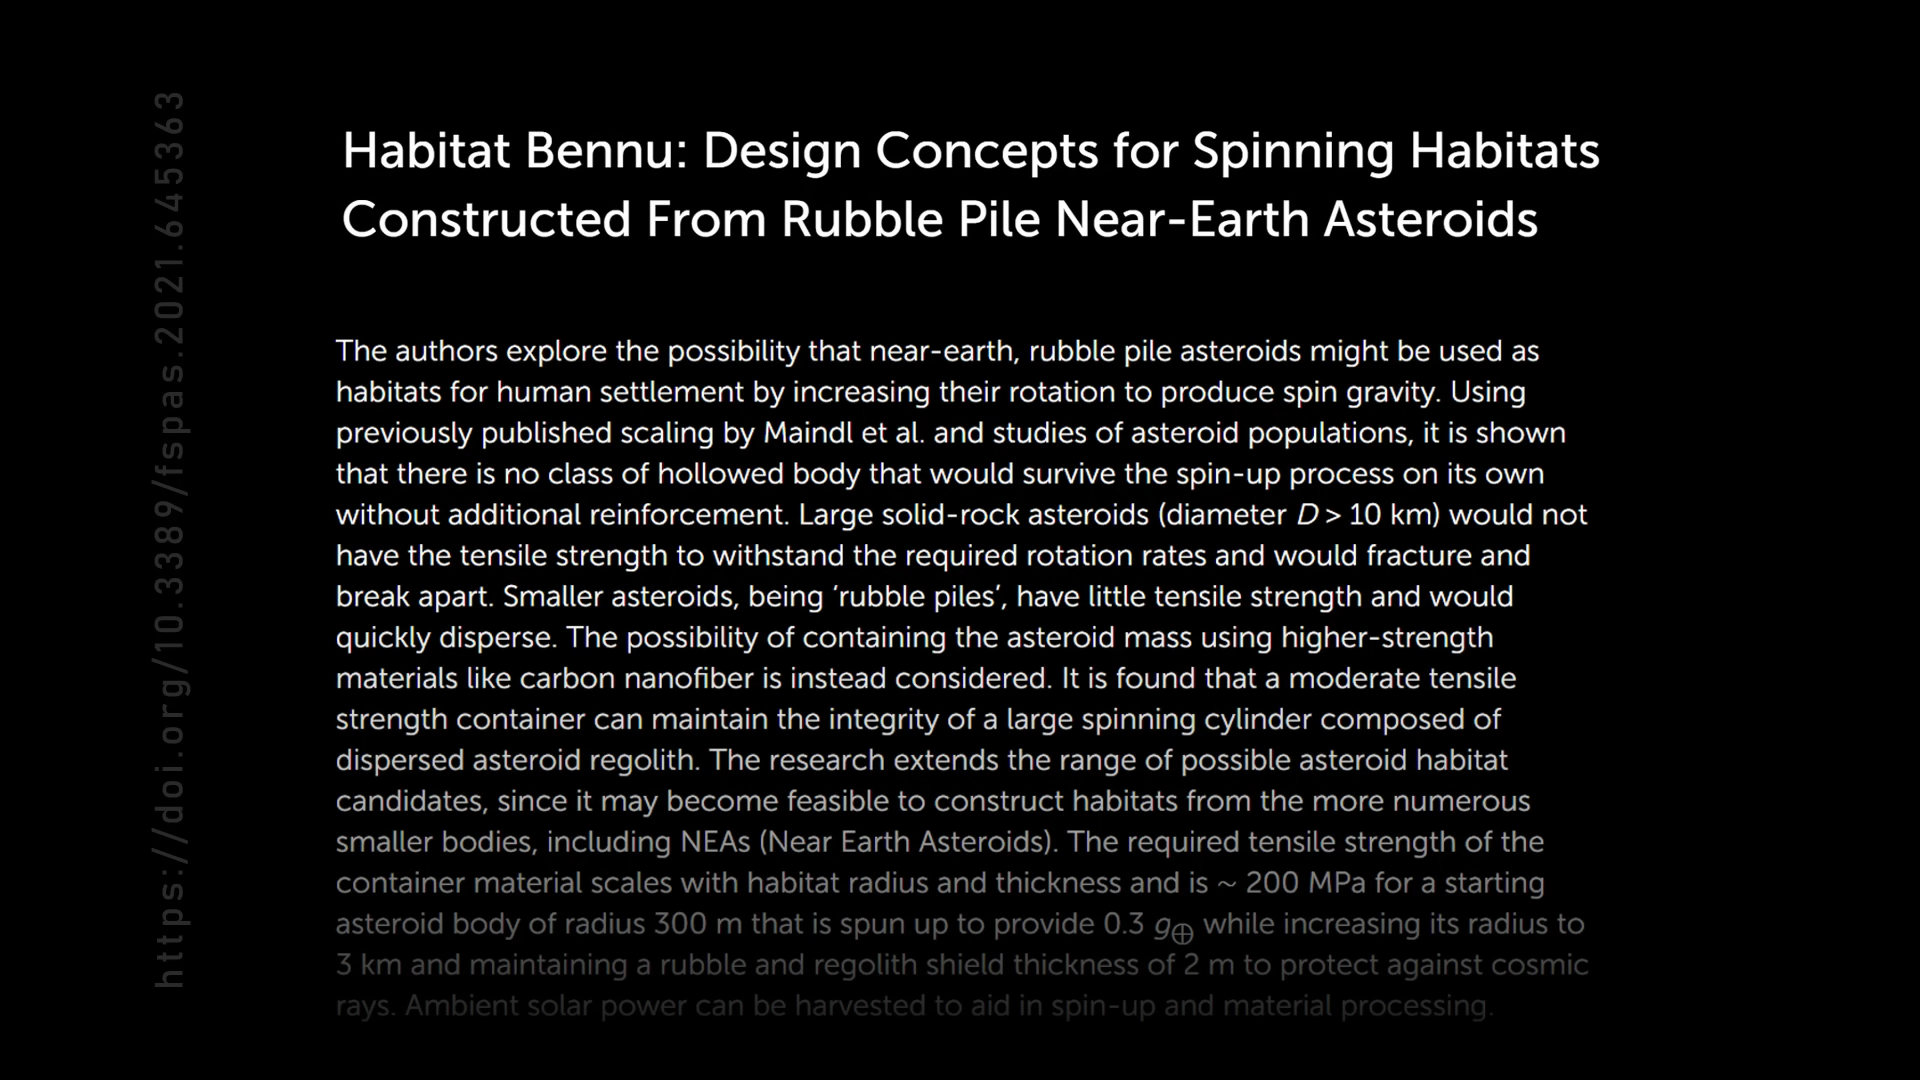 Habitat Bennu: Design Concepts for Spinning Habitats
Constructed From Rubble Pile Near-Earth Asteroids
The authors explore the possibility that near-earth, rubble pile asteroids might be used as
habitats for human settlement by increasing their rotation to produce spin gravity. Using
previously published scaling by Maindl et al. and studies of asteroid populations, it is shown
that there is no class of hollowed body that would survive the spin-up process on its own
without additional reinforcement. Large solid-rock asteroids (diameter D > 10 km) would not
have the tensile strength to withstand the required rotation rates and would fracture and
break apart. Smaller asteroids, being ‘rubble piles’, have little tensile strength and would
quickly disperse. The possibility of containing the asteroid mass using higher-strength
materials like carbon nanofiber is instead considered. It is found that a moderate tensile
strength container can maintain the integrity of a large spinning cylinder composed of
dispersed asteroid regolith. The research extends the range of possible asteroid habitat
candidates, since it may become feasible to construct habitats from the more numerous
smaller bodies, including NEAs (Near Earth Asteroids). The required tensile strength of the
container material scales with habitat radius and thickness and is ~ 200 MPa for a starting
asteroid body of radius 300 m that is spun up to provide 0.3 g⊕ while increasing its radius to
3 km and maintaining a rubble and regolith shield thickness of 2 m to protect against cosmic
rays. Ambient solar power can be harvested to aid in spin-up and material processing.
https://doi.org/10.3389/fspas.2021.645363